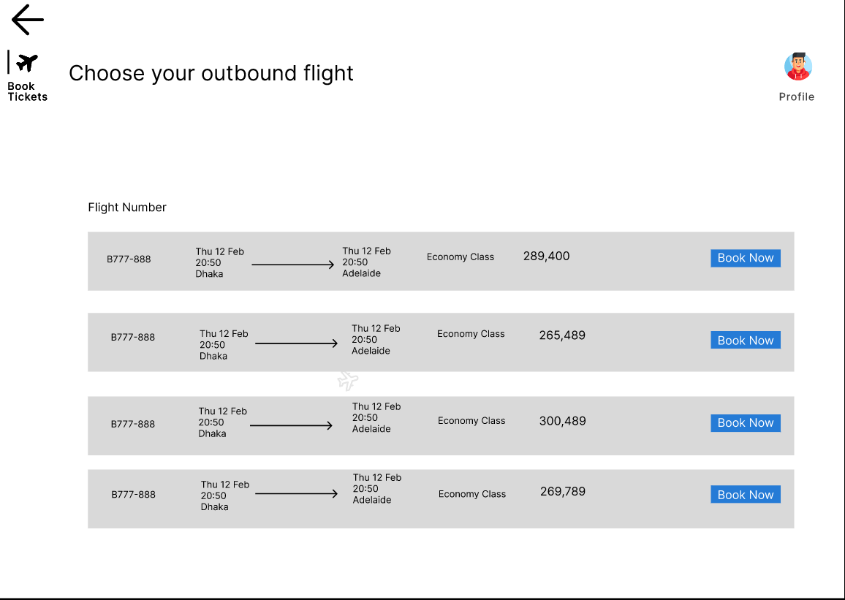 Book
Tickets
Choose your outbound flight
Profile
Flight Number
B777-888
Thu 12 Feb
20:50
Dhaka
Thu 12 Feb
20:50
Adelaide
Economy Class
289,400
Book Now
B777-888
Thu 12 Feb
20:50
Dhaka
Thu 12 Feb
20:50
Adelaide
Economy Class
265,489
Book Now
B777-888
Thu 12 Feb
20:50
Dhaka
Thu 12 Feb
20:50
Adelaide
Economy Class
300,489
Book Now
B777-888
Thu 12 Feb
20:50
Dhaka
Thu 12 Feb
20:50
Adelaide
Economy Class
269,789
Book Now